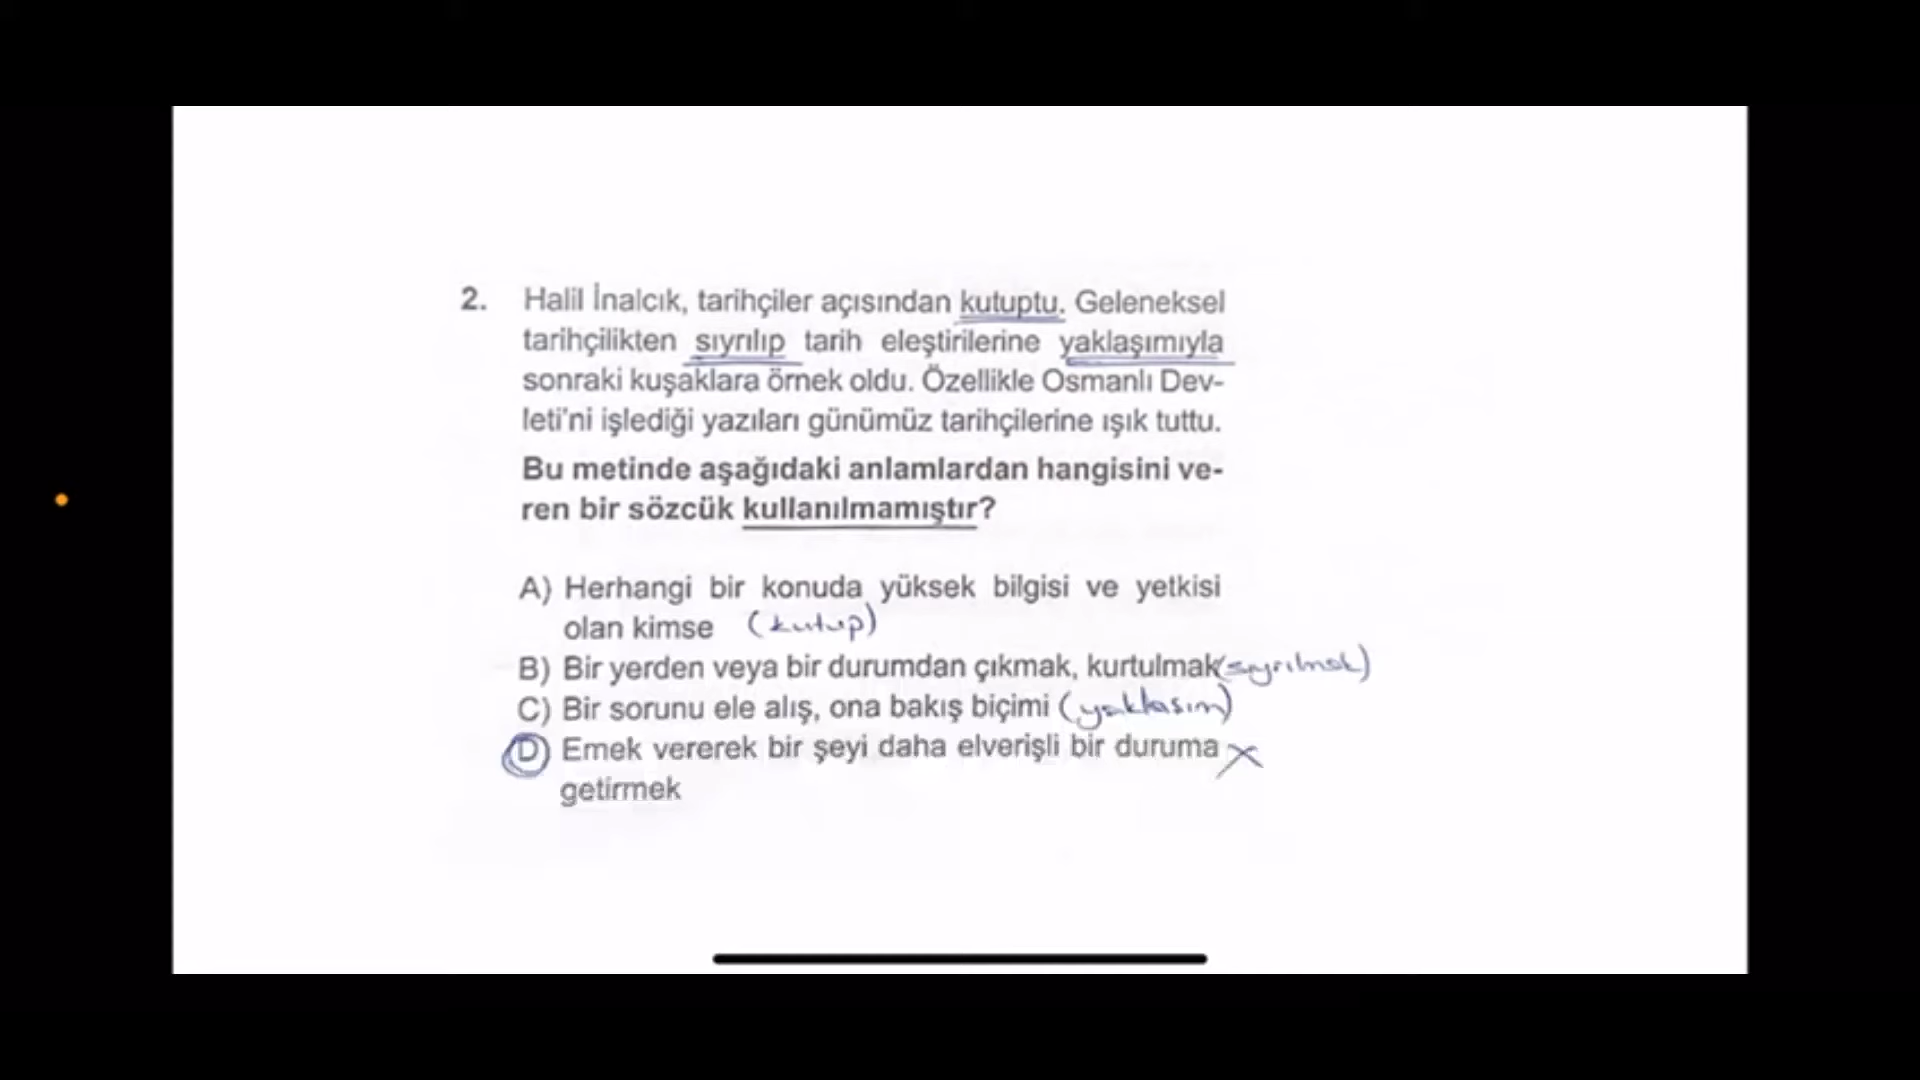 2. Halil İnalcık, tarihçiler açısından kutuptu. Geleneksel
tarihçilikten sıyrılıp tarih eleştirilerine yaklaşımıyla
sonraki kuşaklara örnek oldu. Özellikle Osmanlı Dev-
leti'ni işlediği yazıları günümüz tarihçilerine ışık tuttu.
Bu metinde aşağıdaki anlamlardan hangisini ve-
ren bir sözcük kullanılmamıştır?
A) Herhangi bir konuda yüksek bilgisi ve yetkisi
olan kimse (kutup)
B) Bir yerden veya bir durumdan çıkmak, kurtulmak (sıyrılmak)
C) Bir sorunu ele alış, ona bakış biçimi (yaklaşım)
D) Emek vererek bir şeyi daha elverişli bir duruma
getirmek